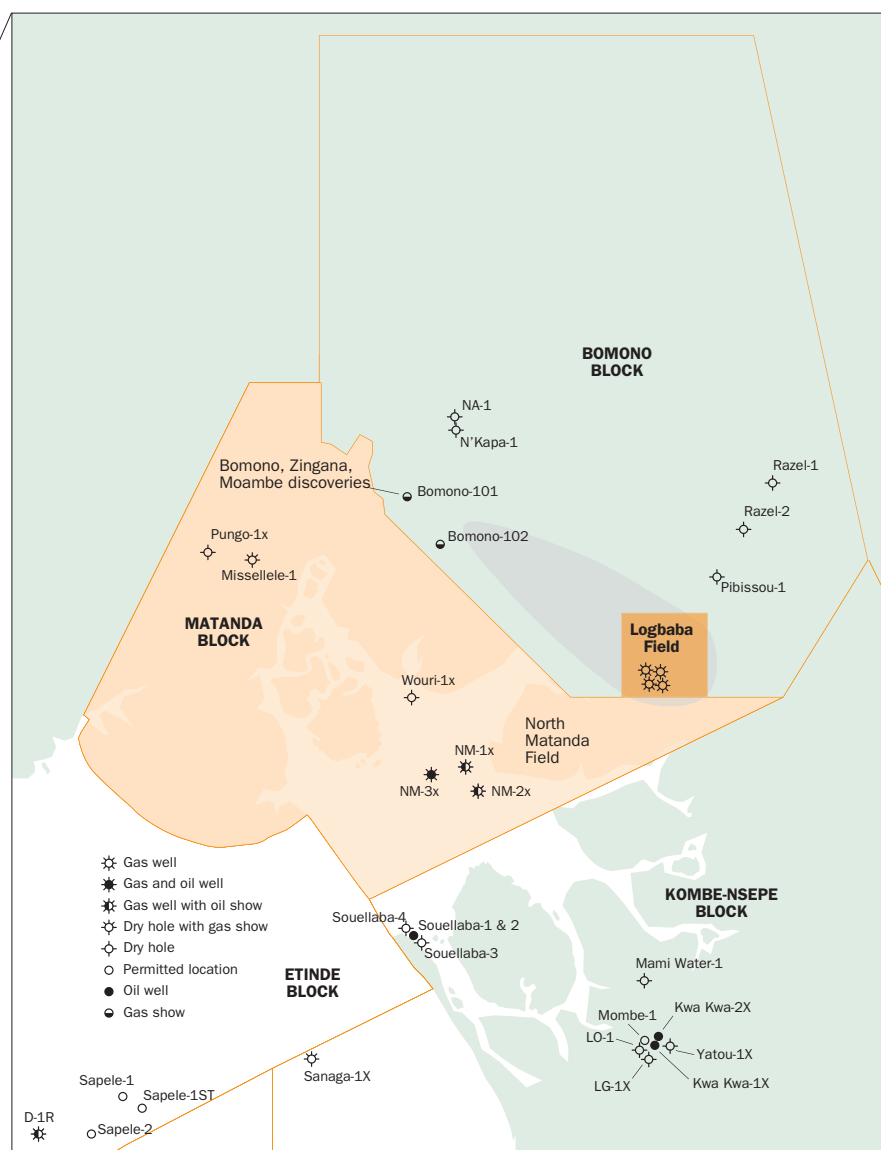 BOMONO
BLOCK
NA-1
N'Kapa-1
Razel-1
Bomono, Zingana,
Moambe discoveries
Bomono-101
Razel-2
Bomono-102
Pungo-1x
Missellele-1
Pibissou-1
MATANDA
BLOCK
Logbaba
Field
Wouri-1x
North
Matanda
Field
NM-1x
NM-3x
NM-2x
Gas well
Gas and oil well
Gas well with oil show
Dry hole with gas show
Dry hole
Permitted location
Oil well
Gas show
KOMBE-NSEPE
BLOCK
Souellaba-4
Souellaba-1 & 2
Souellaba-3
ETINDE
BLOCK
Mami Water-1
Mombe-1
Kwa Kwa-2X
LO-1
Yatou-1X
LG-1X
Kwa Kwa-1X
Sanaga-1X
Sapele-1
Sapele-1ST
D-1R
Sapele-2